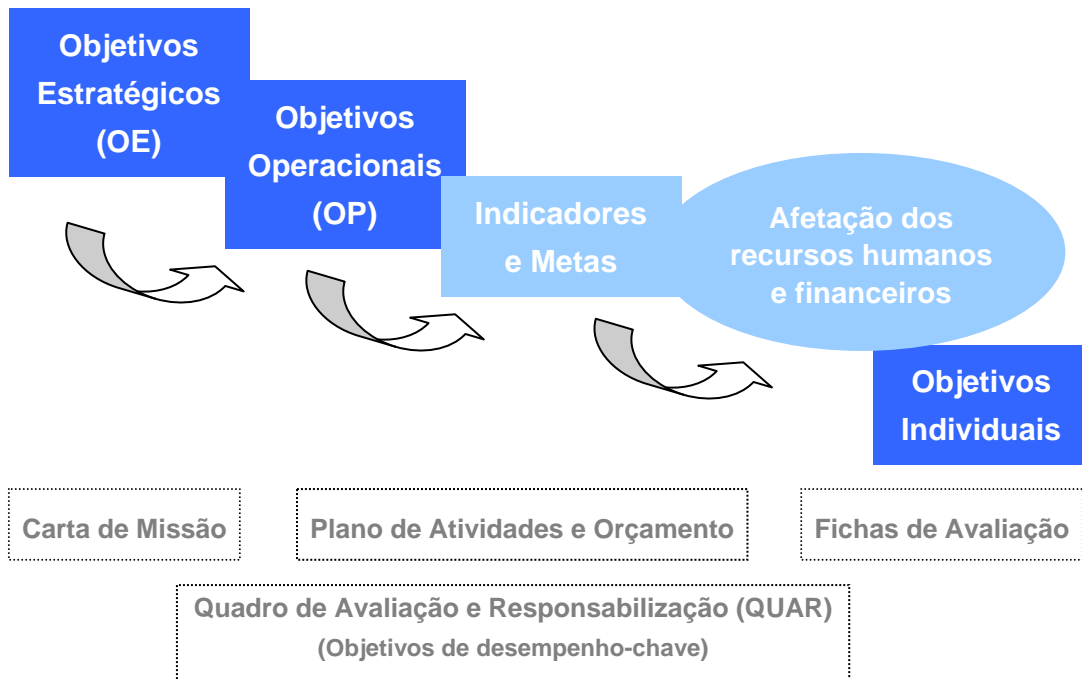 Objetivos
Estratégicos
(OE)
Objetivos
Operacionais
(OP)
Indicadores
e Metas
Afetação dos
recursos humanos
e financeiros
Objetivos
Individuais
Carta de Missão
Plano de Atividades e Orçamento
Fichas de Avaliação
Quadro de Avaliação e Responsabilização (QUAR)
(Objetivos de desempenho-chave)